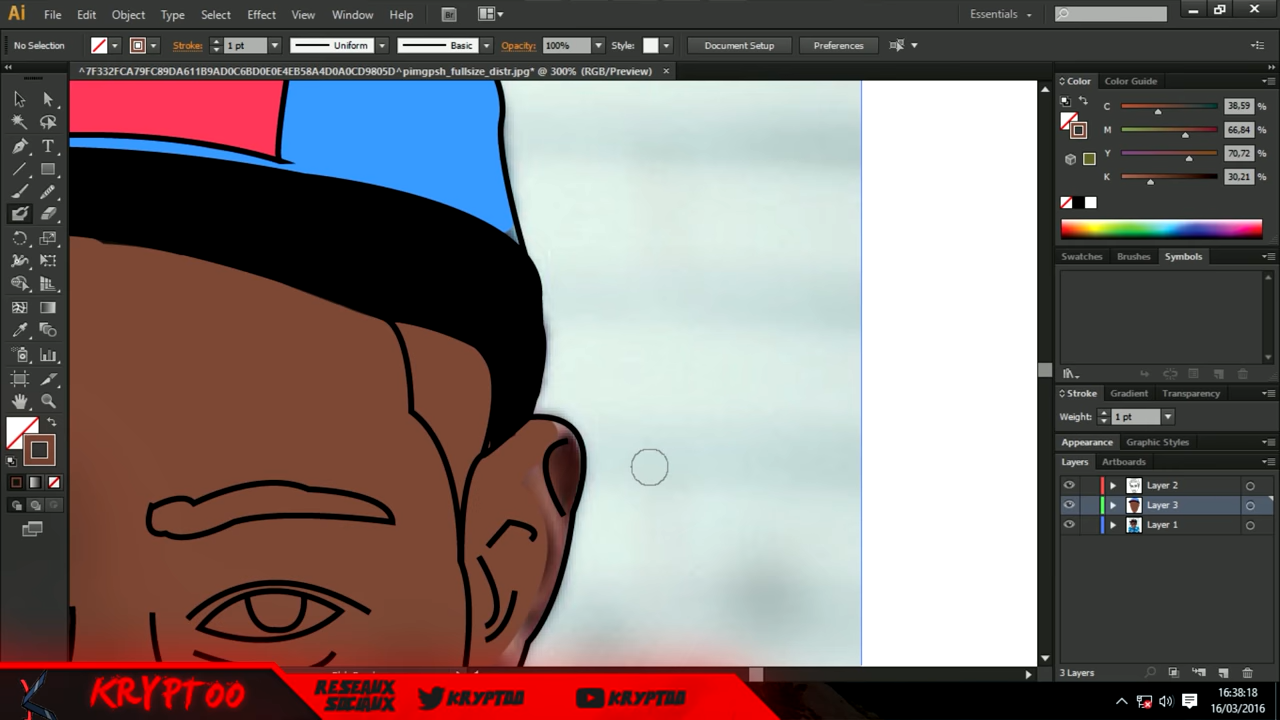 Ai File Edit Object Type Select Effect View Window Help Br Essentials
No Selection Stroke: 1 pt Uniform Basic Opacity: 100% Style: Document Setup Preferences
^7F332FCA79FC89DA611B9AD0C6BD0E0E4EB58A4D0A0CD9805D^pimgpsh_fullsize_distr.jpg* @ 300% (RGB/Preview)
Color Color Guide
C 38,59 %
M 66,84 %
Y 70,72 %
K 30,21 %
Swatches Brushes Symbols
Stroke Gradient Transparency
Weight: 1 pt
Appearance Graphic Styles
Layers Artboards
Layer 2
Layer 3
Layer 1
3 Layers
KRYPTOO
RESEAUX
SOCIAUX
KRYPTOO
KRYPTOO
16:38:18
16/03/2016